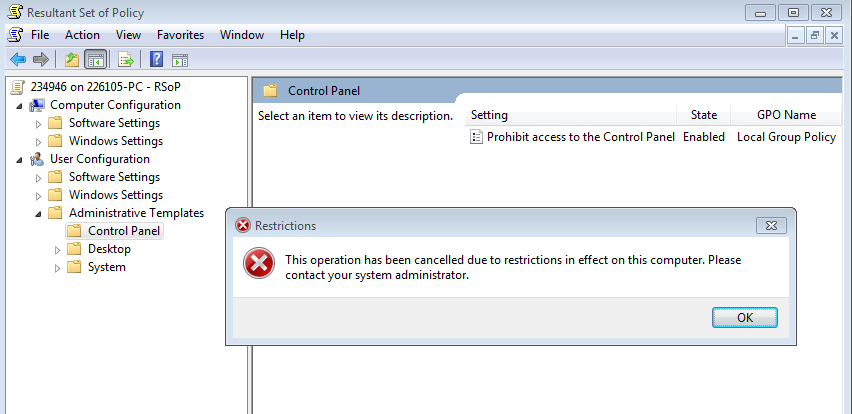 Resultant Set of Policy
File Action View Favorites Window Help
234946 on 226105-PC - RSoP
Computer Configuration
Software Settings
Windows Settings
User Configuration
Software Settings
Windows Settings
Administrative Templates
Control Panel
Desktop
System
Control Panel
Select an item to view its description.
Setting State GPO Name
Prohibit access to the Control Panel Enabled Local Group Policy
Restrictions
This operation has been cancelled due to restrictions in effect on this computer. Please
contact your system administrator.
OK